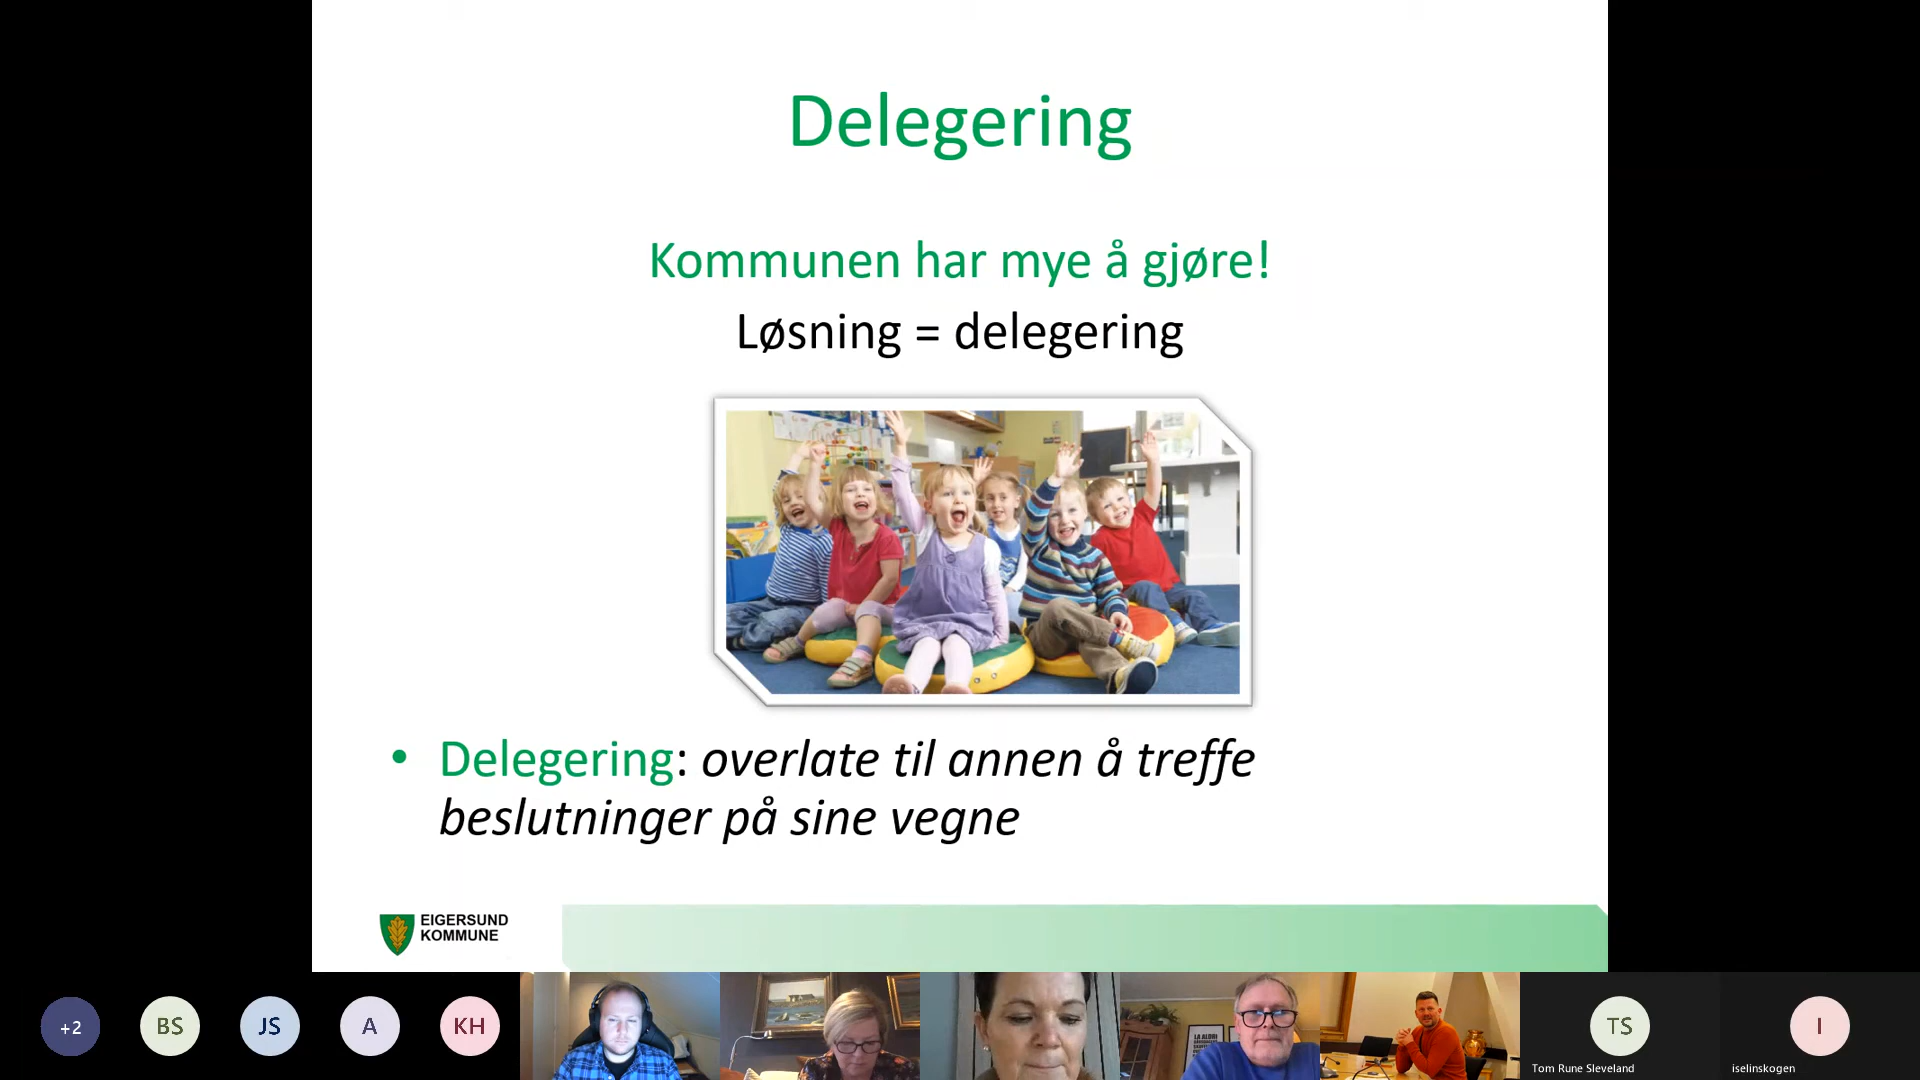 Delegering
Kommunen har mye å gjøre!
Løsning = delegering
• Delegering: overlate til annen å treffe
beslutninger på sine vegne
EIGERSUND
KOMMUNE
+2
BS
JS
A
KH
TS
I
Tom Rune Sleveland
iselinskogen